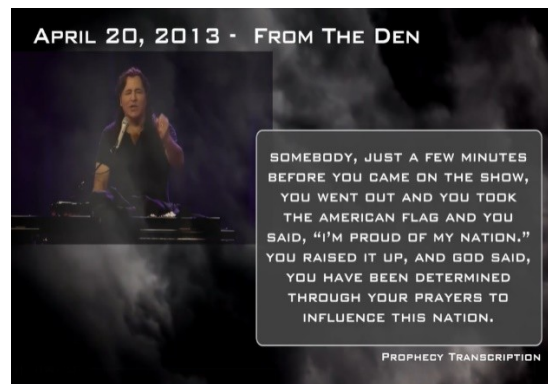 April 20, 2013 - From The Den
SOMEBODY, JUST A FEW MINUTES
BEFORE YOU CAME ON THE SHOW,
YOU WENT OUT AND YOU TOOK
THE AMERICAN FLAG AND YOU
SAID, “I’M PROUD OF MY NATION.”
YOU RAISED IT UP, AND GOD SAID,
YOU HAVE BEEN DETERMINED
THROUGH YOUR PRAYERS TO
INFLUENCE THIS NATION.
Prophecy Transcription